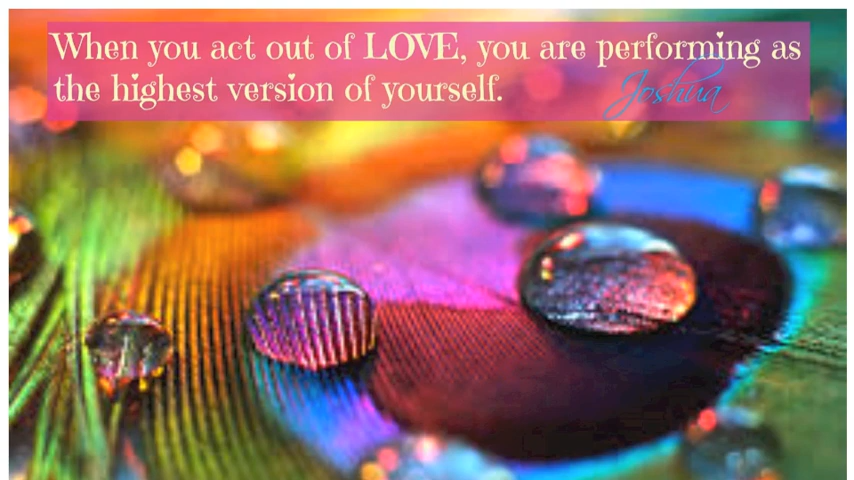 When you act out of LOVE, you are performing as
the highest version of yourself.
Joshua